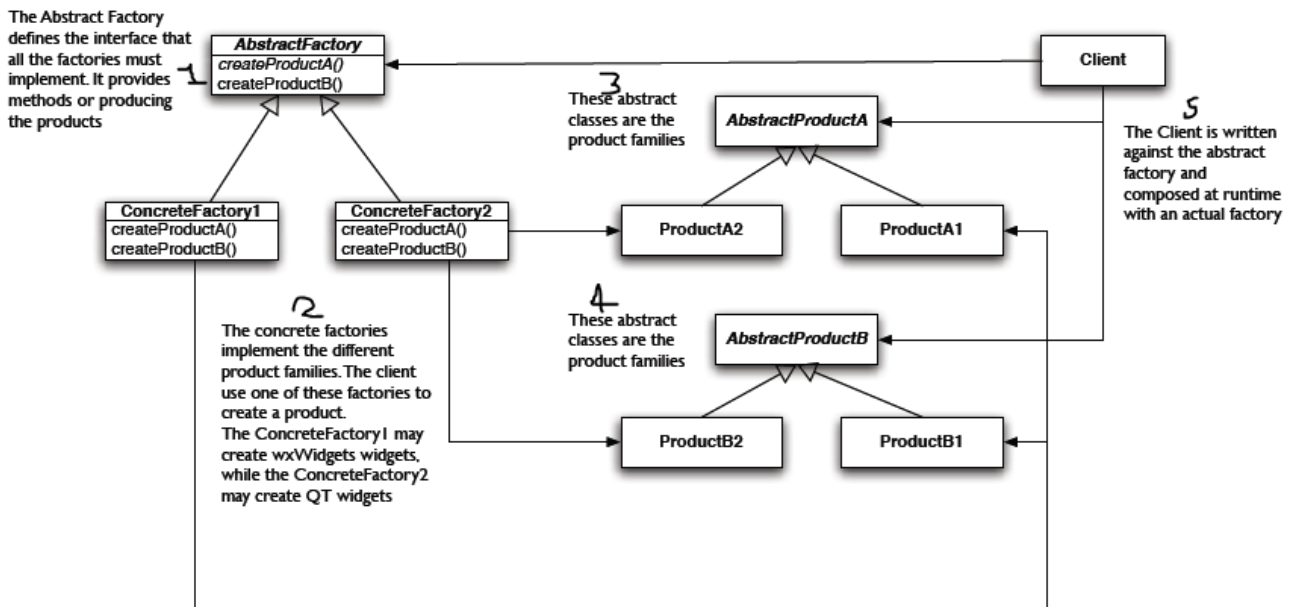 The Abstract Factory
defines the interface that
all the factories must
implement. It provides
methods or producing
the products
1
AbstractFactory
createProductA()
createProductB()
Client
3
These abstract
classes are the
product families
AbstractProductA
5
The Client is written
against the abstract
factory and
composed at runtime
with an actual factory
ConcreteFactory1
createProductA()
createProductB()
ConcreteFactory2
createProductA()
createProductB()
ProductA2
ProductA1
2
The concrete factories
implement the different
product families. The client
use one of these factories to
create a product.
The ConcreteFactory1 may
create wxWidgets widgets,
while the ConcreteFactory2
may create QT widgets
4
These abstract
classes are the
product families
AbstractProductB
ProductB2
ProductB1